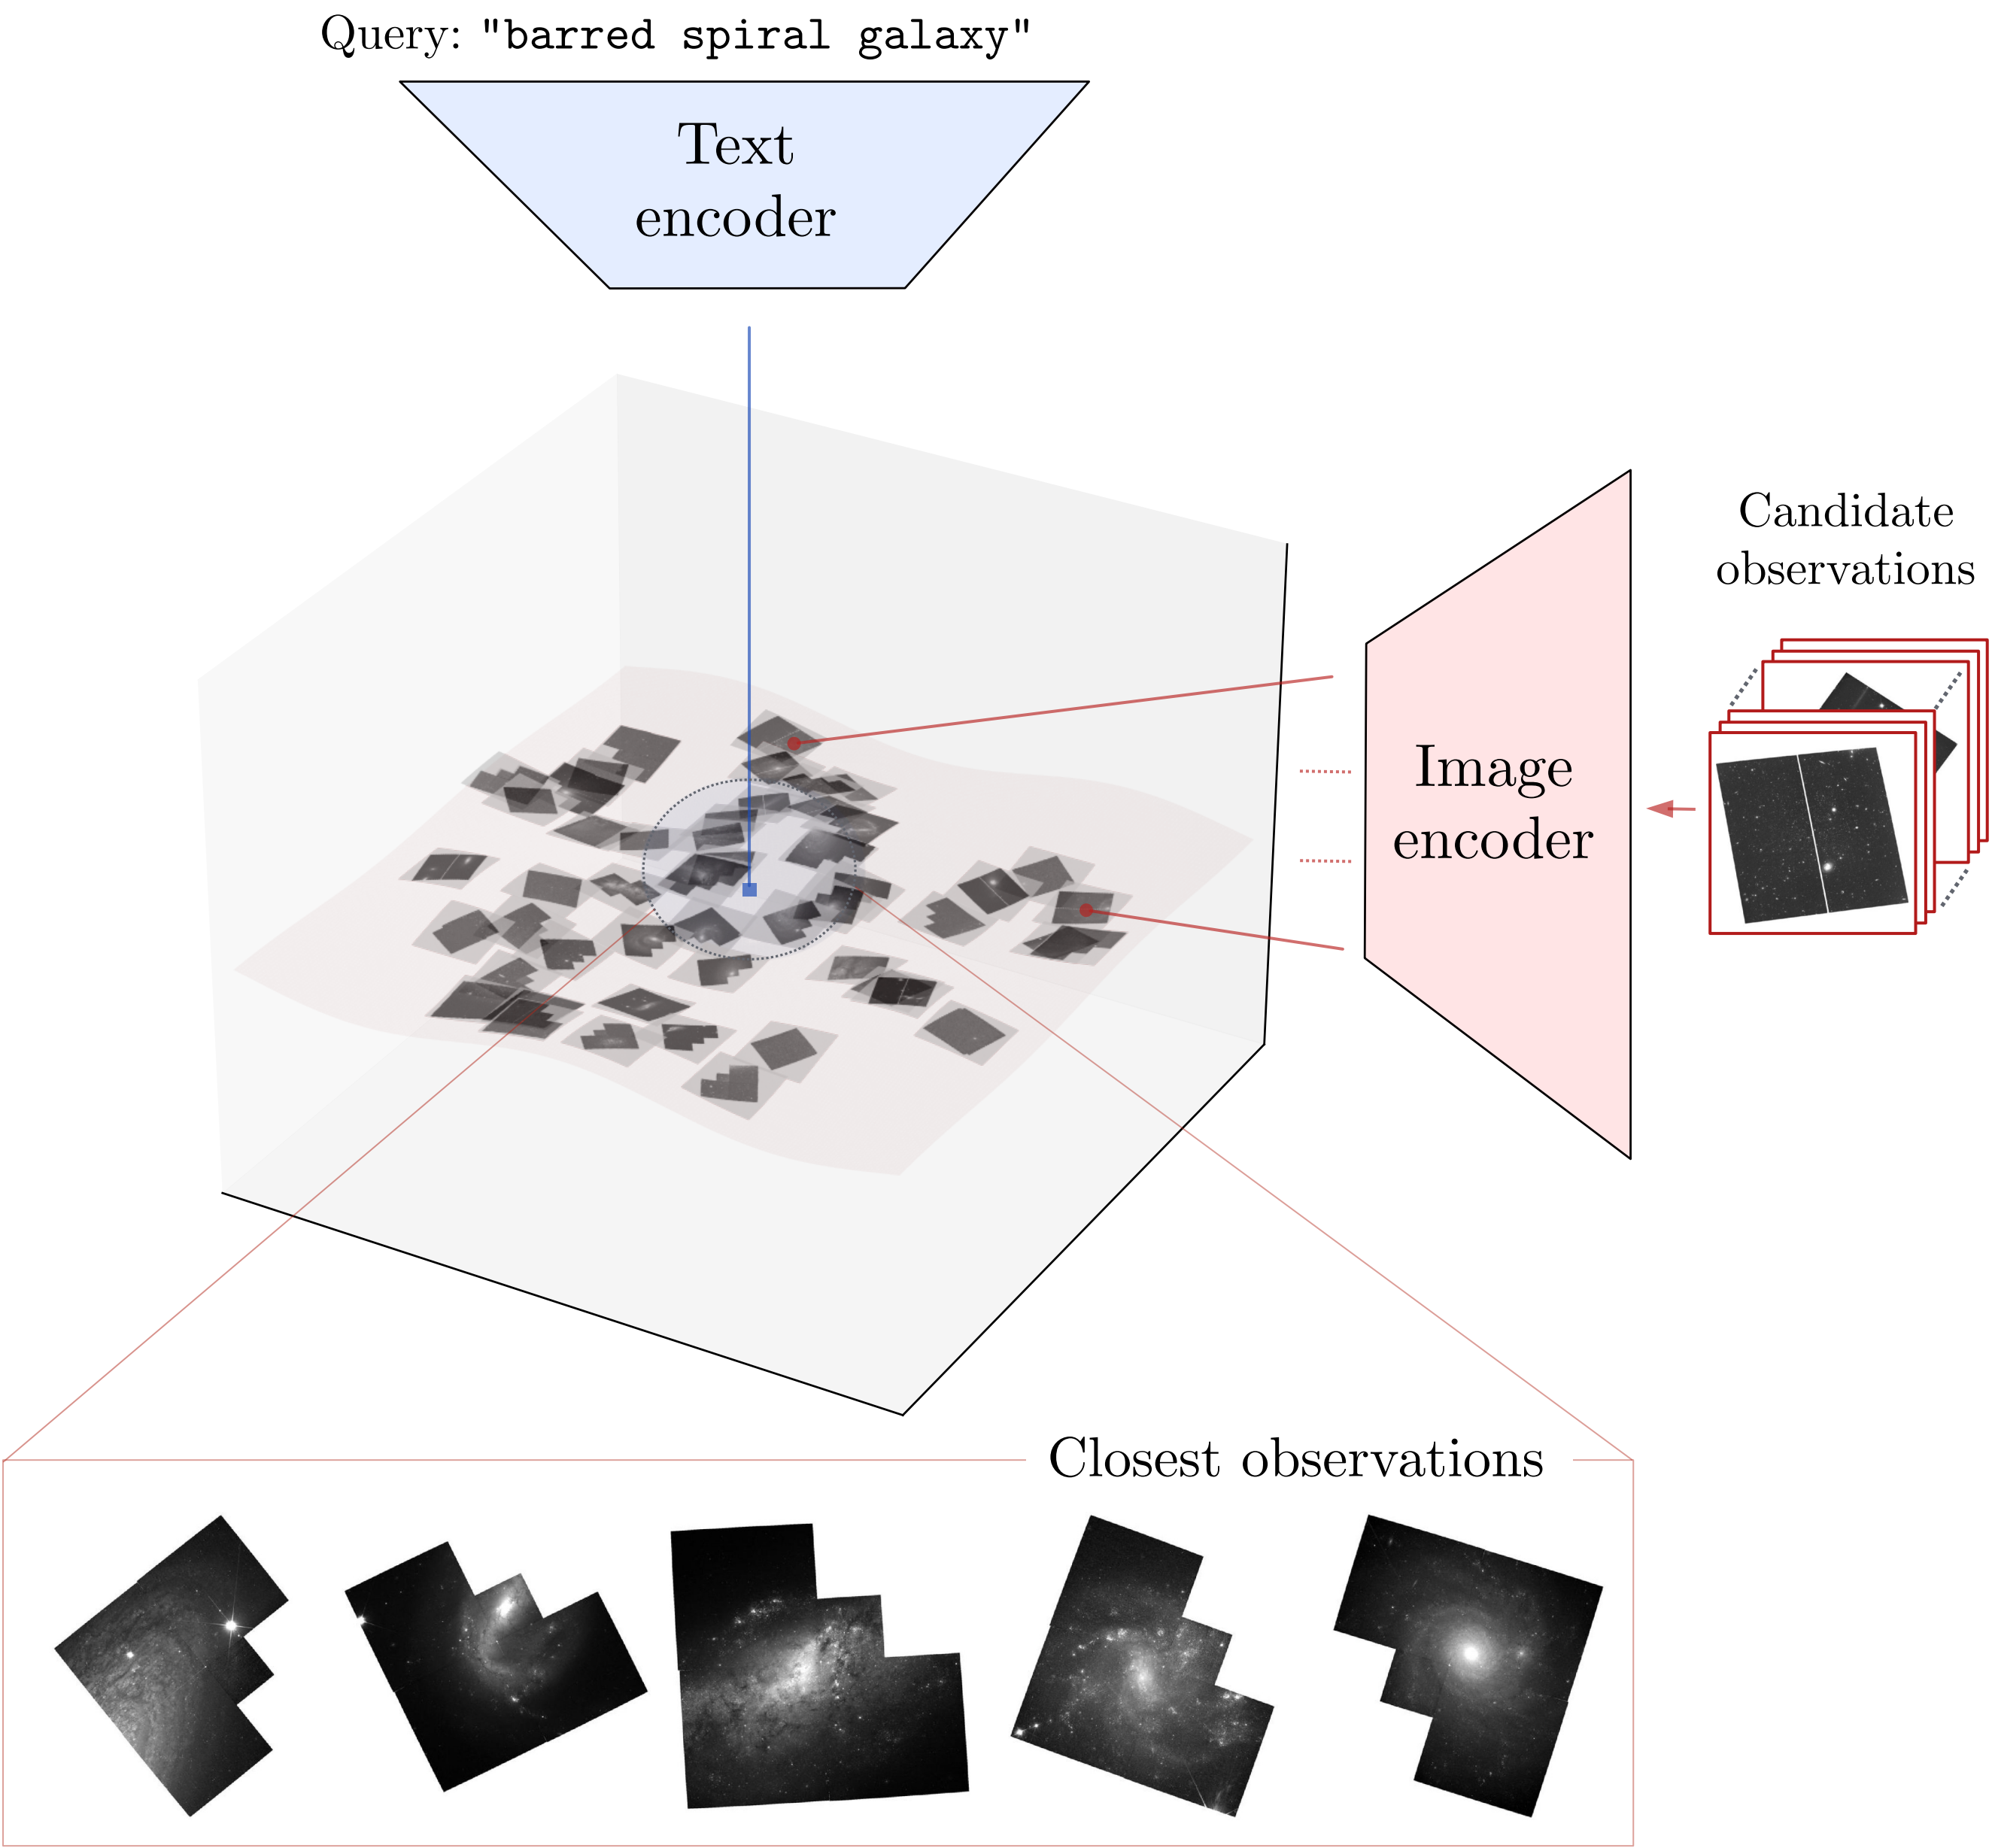 Query: "barred spiral galaxy"
Text
encoder
Candidate
observations
Image
encoder
Closest observations